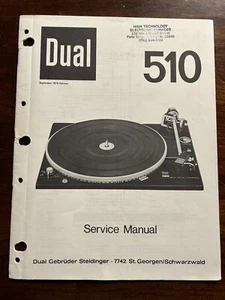 Dual
HIGH TECHNOLOGY
510
Service Manual
Dual Gebrüder Steidinger - 7742 St. Georgen/Schwarzwald